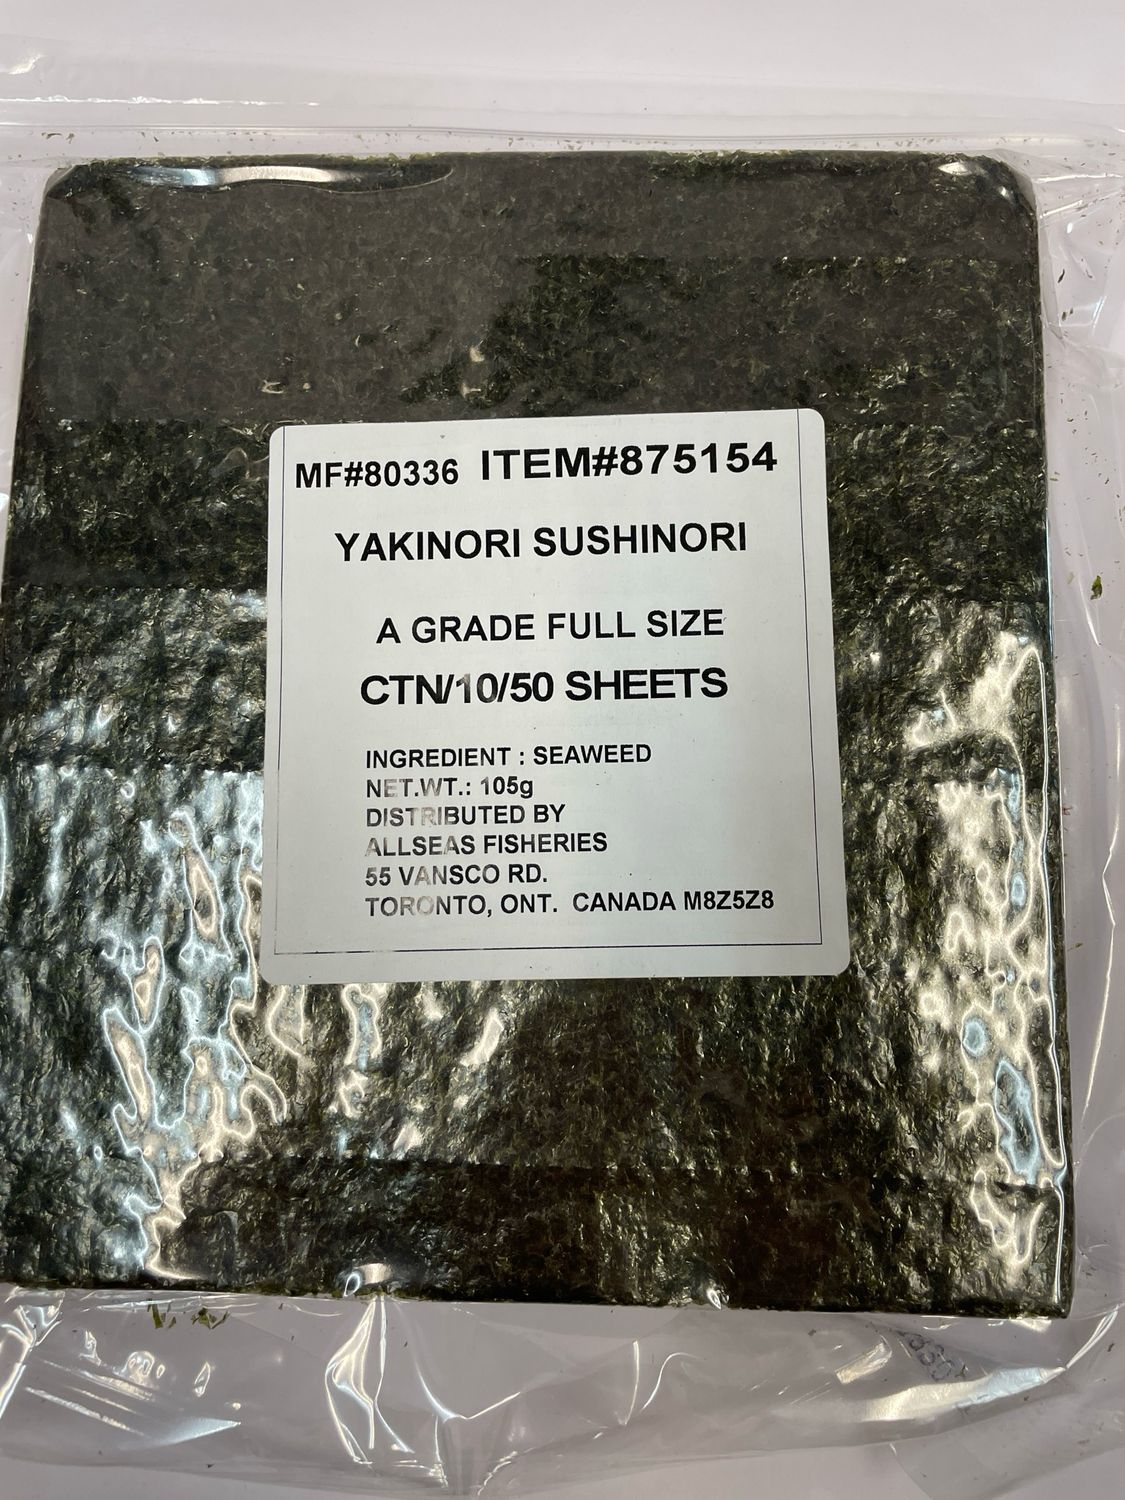 MF#80336 ITEM#875154
YAKINORI SUSHINORI
A GRADE FULL SIZE
CTN/10/50 SHEETS
INGREDIENT : SEAWEED
NET.WT.: 105g
DISTRIBUTED BY
ALLSEAS FISHERIES
55 VANSCO RD.
TORONTO, ONT. CANADA M8Z5Z8